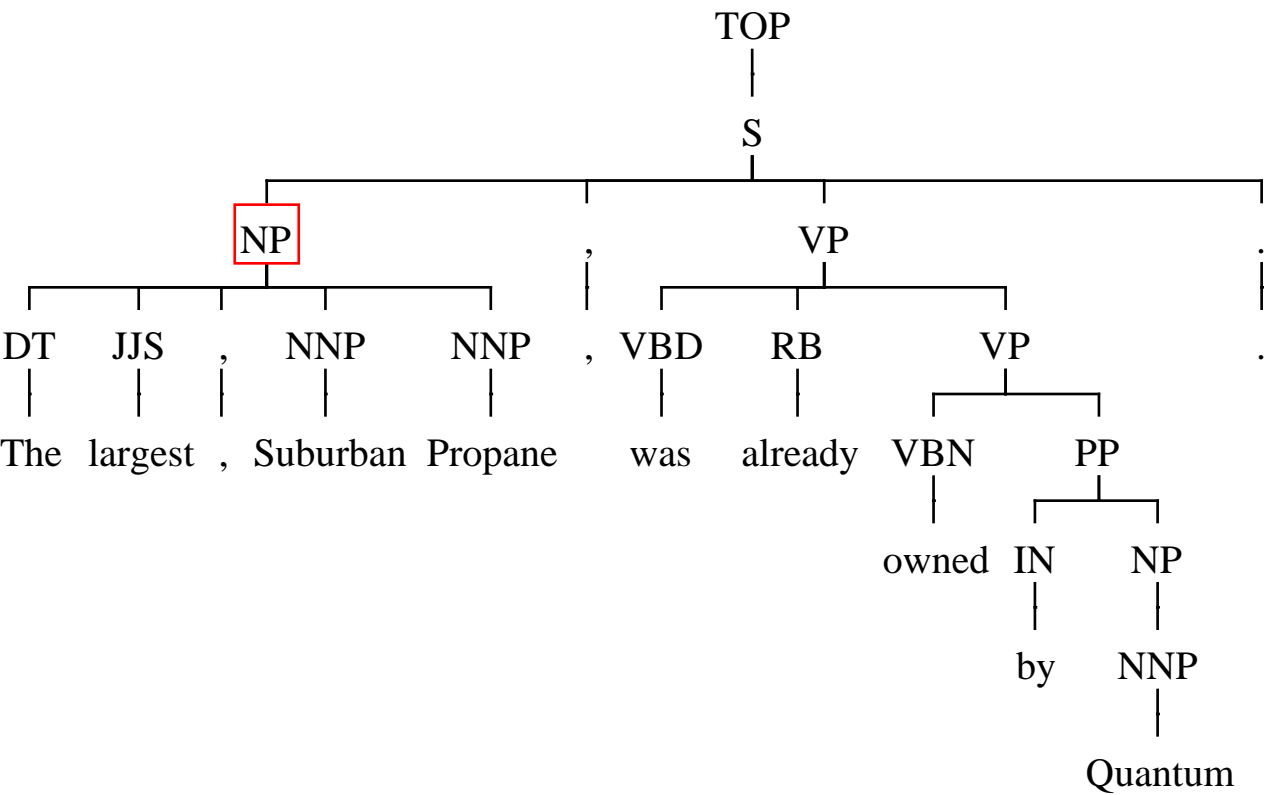 TOP
S
NP , VP .
DT JJS , NNP NNP , VBD RB VP .
The largest , Suburban Propane was already VBN PP
owned IN NP
by NNP
Quantum